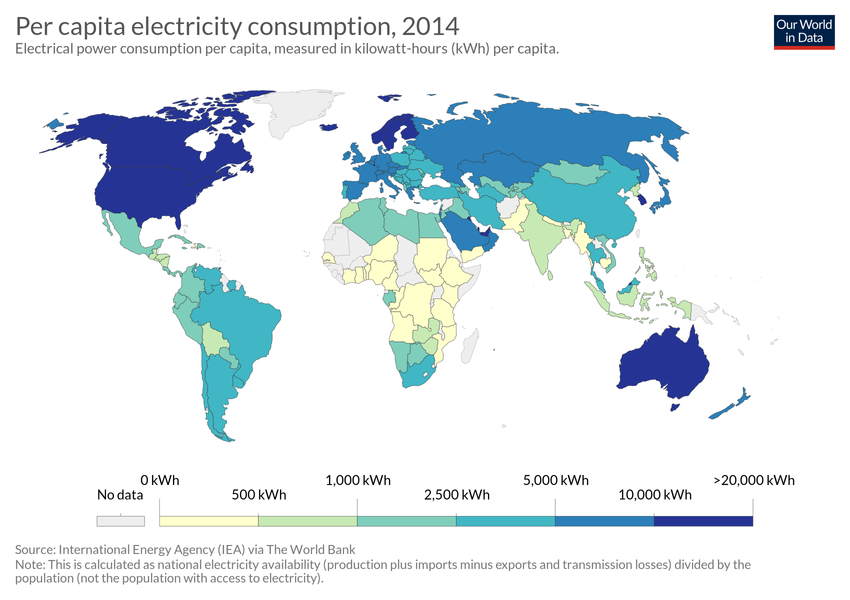 Per capita electricity consumption, 2014
Electrical power consumption per capita, measured in kilowatt-hours (kWh) per capita.
Our World
in Data
No data
0 kWh
500 kWh
1,000 kWh
2,500 kWh
5,000 kWh
10,000 kWh
>20,000 kWh
Source: International Energy Agency (IEA) via The World Bank
Note: This is calculated as national electricity availability (production plus imports minus exports and transmission losses) divided by the
population (not the population with access to electricity).